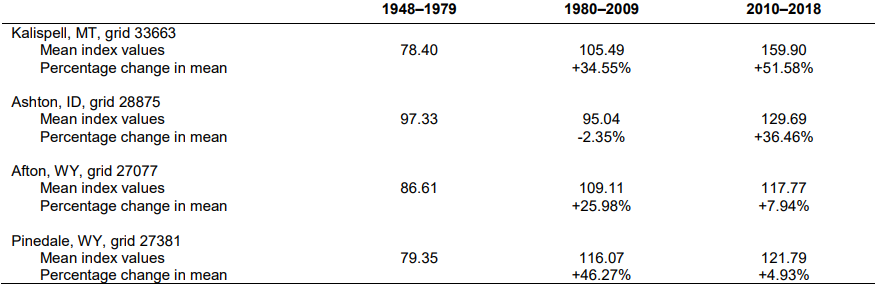 1948–1979 1980–2009 2010–2018
Kalispell, MT, grid 33663
Mean index values 78.40 105.49 159.90
Percentage change in mean +34.55% +51.58%
Ashton, ID, grid 28875
Mean index values 97.33 95.04 129.69
Percentage change in mean -2.35% +36.46%
Afton, WY, grid 27077
Mean index values 86.61 109.11 117.77
Percentage change in mean +25.98% +7.94%
Pinedale, WY, grid 27381
Mean index values 79.35 116.07 121.79
Percentage change in mean +46.27% +4.93%